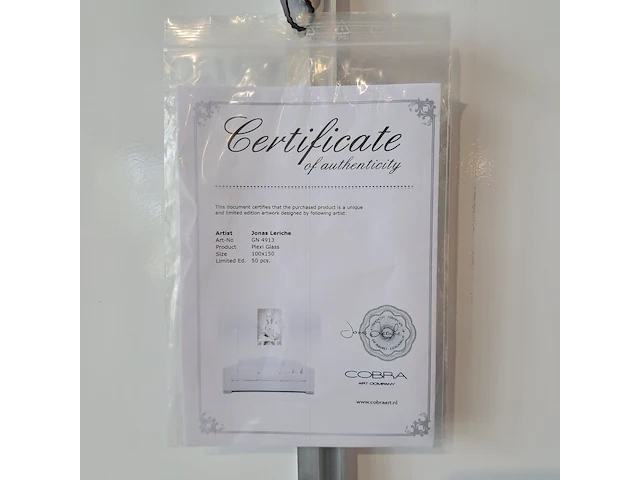 Certificate
of authenticity
This document certifies that the purchased product is a unique
and limited edition artwork designed by following artist:
Artist Jonas Leriche
Art-No GN 4913
Product Plexi Glass
Size 100x150
Limited Ed. 50 pcs.
COBRA
ART COMPANY
www.cobraart.nl